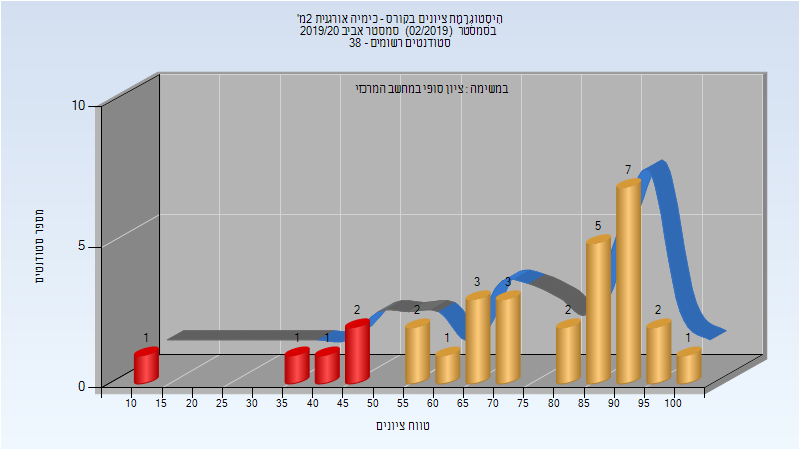 היסטוגרמת ציונים בקורס - כימיה אורגנית 2מ'
בסמסטר (02/2019) סמסטר אביב 2019/20
סטודנטים רשומים - 38
במשימה : ציון סופי במחשב המרכזי
מספר סטודנטים
10
5
0
1
1
1
2
2
1
3
3
2
5
7
2
1
10 15 20 25 30 35 40 45 50 55 60 65 70 75 80 85 90 95 100
טווח ציונים